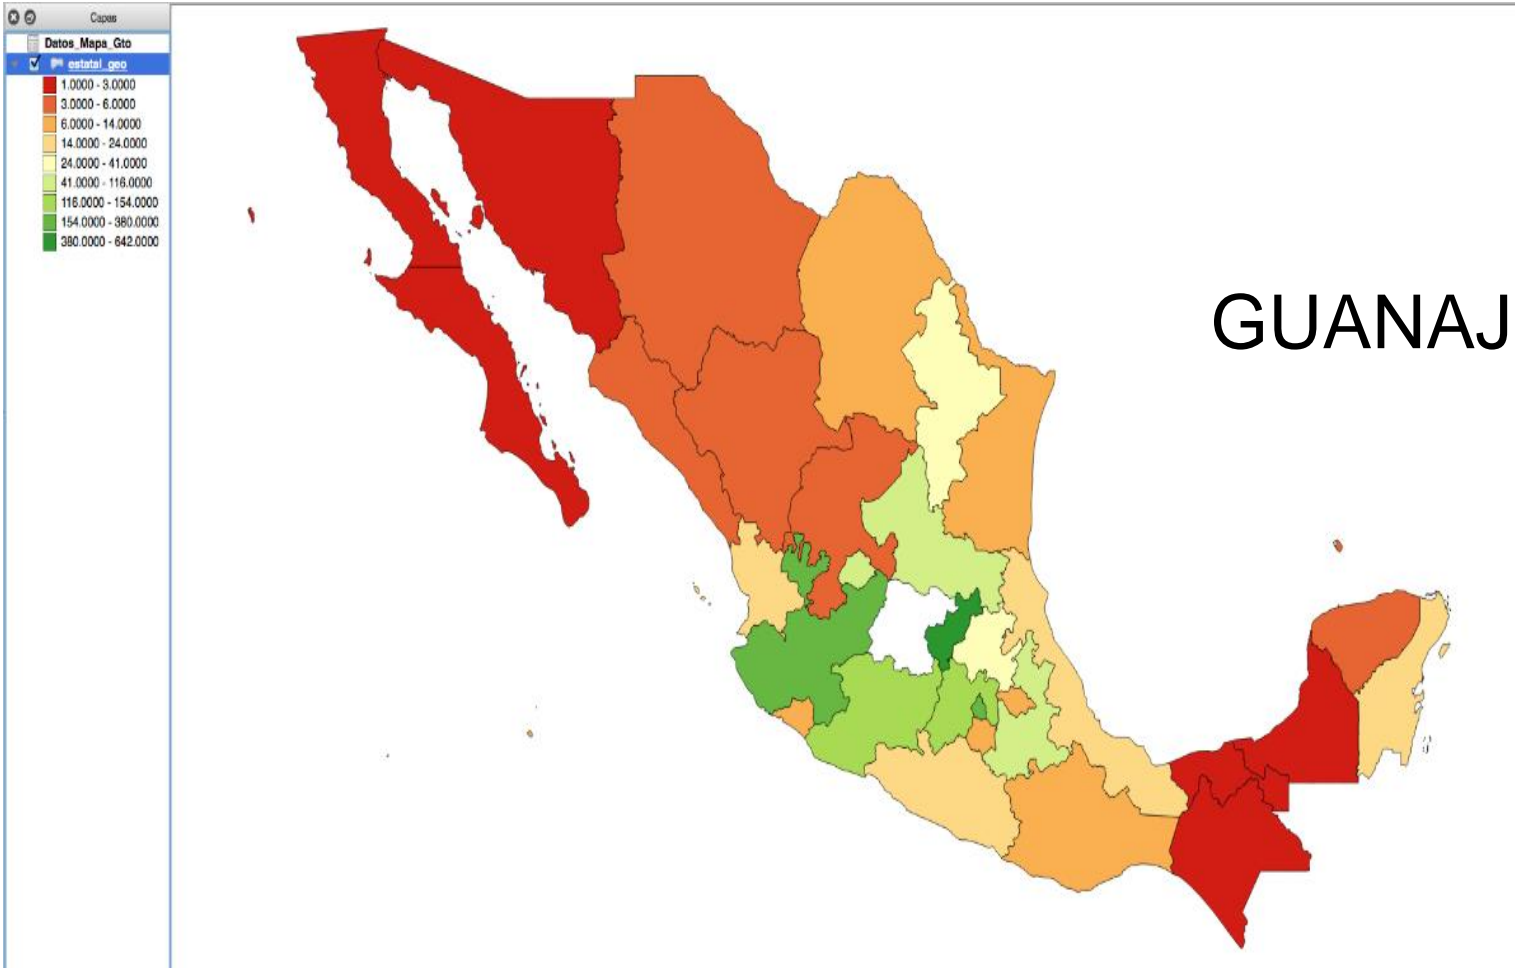 Capas
Datos_Mapa_Gto
estatal_geo
1.0000 - 3.0000
3.0000 - 6.0000
6.0000 - 14.0000
14.0000 - 24.0000
24.0000 - 41.0000
41.0000 - 116.0000
116.0000 - 154.0000
154.0000 - 380.0000
380.0000 - 642.0000
GUANAJ